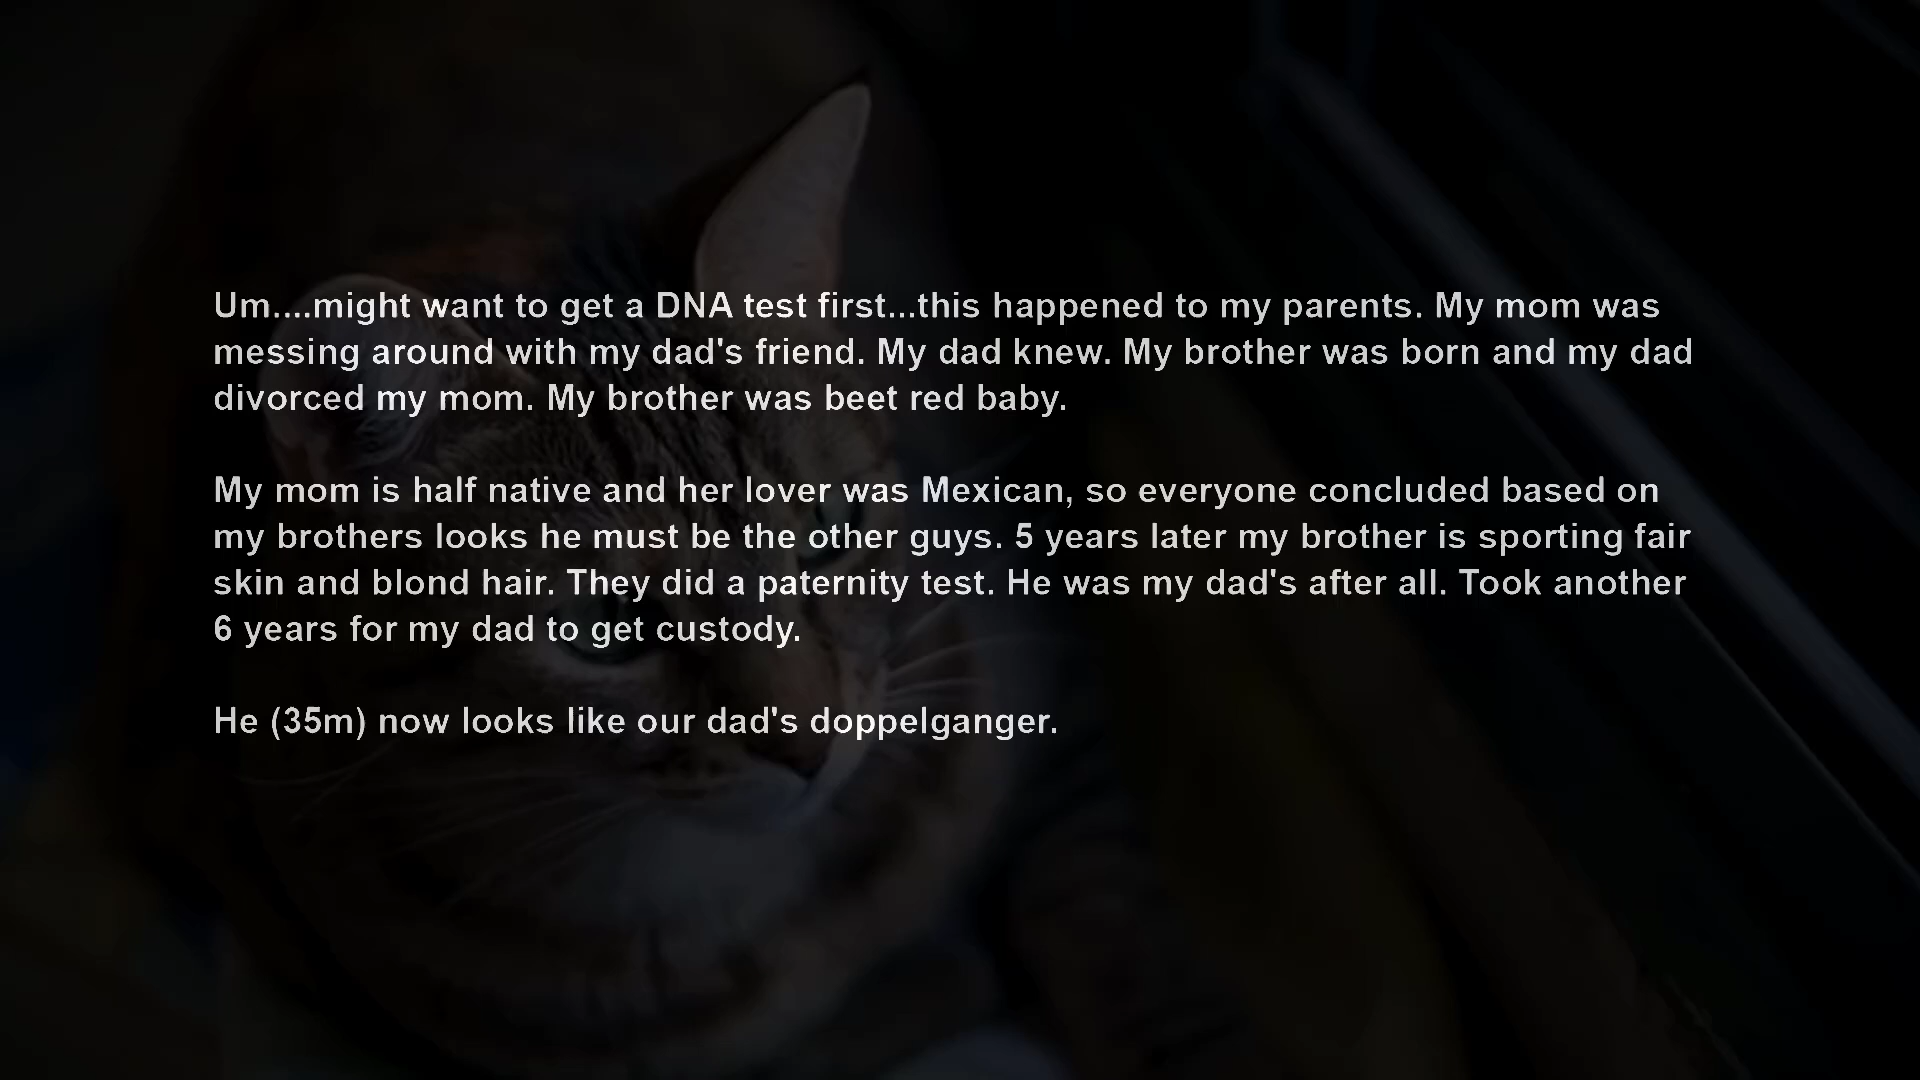 Um....might want to get a DNA test first...this happened to my parents. My mom was
messing around with my dad's friend. My dad knew. My brother was born and my dad
divorced my mom. My brother was beet red baby.
My mom is half native and her lover was Mexican, so everyone concluded based on
my brothers looks he must be the other guys. 5 years later my brother is sporting fair
skin and blond hair. They did a paternity test. He was my dad's after all. Took another
6 years for my dad to get custody.
He (35m) now looks like our dad's doppelganger.